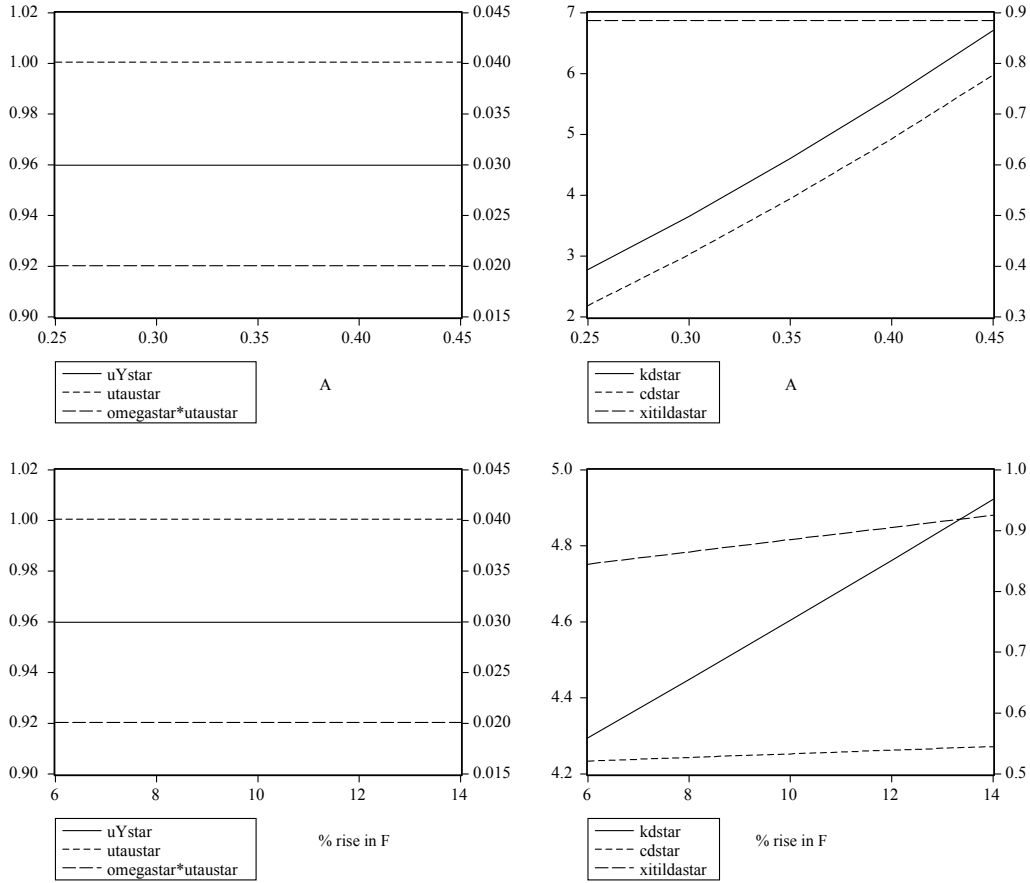 1.02 0.045 7 0.9
1.00 0.040 6 0.8
0.98 0.035 0.7
0.96 0.030 5 0.6
0.94 0.025 4 0.5
0.92 0.020 3 0.4
0.90 0.015 2 0.3
0.25 0.30 0.35 0.40 0.45 0.25 0.30 0.35 0.40 0.45
uYstar
utaustar
omegastar*utaustar
A
kdstar
cdstar
xitildastar
A
1.02 0.045 5.0 1.0
1.00 0.040 4.8 0.9
0.98 0.035 0.8
0.96 0.030 4.6
0.94 0.025 4.4 0.7
0.92 0.020 0.6
0.90 0.015 4.2 0.5
6 8 10 12 14 6 8 10 12 14
uYstar
utaustar
omegastar*utaustar
% rise in F
kdstar
cdstar
xitildastar
% rise in F